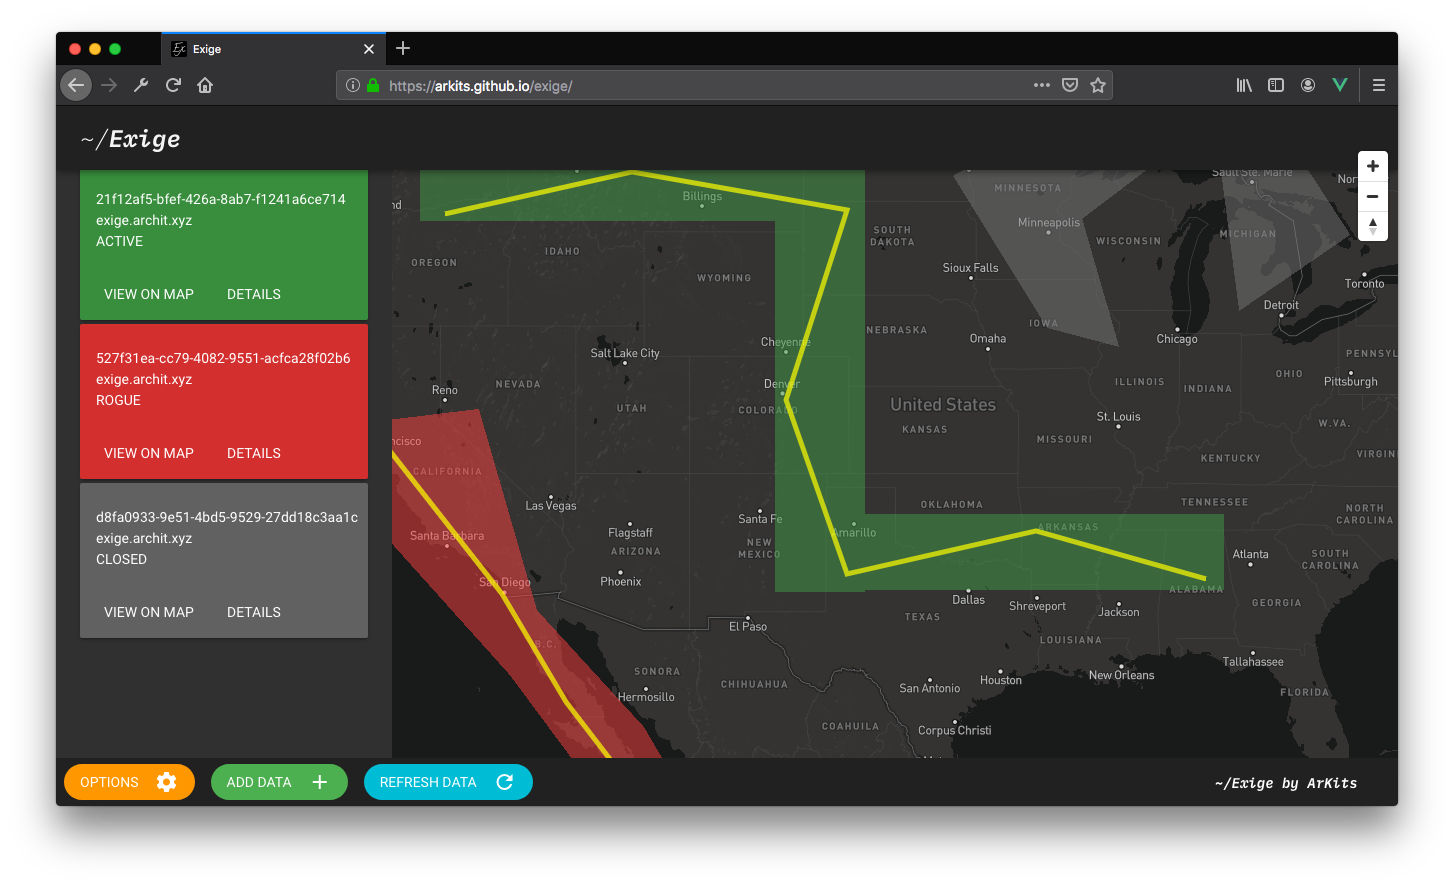 Exige
https://arkits.github.io/exige/
~/Exige
21f12af5-bfef-426a-8ab7-f1241a6ce714
exige.archit.xyz
ACTIVE
VIEW ON MAP DETAILS
527f31ea-cc79-4082-9551-acfca28f02b6
exige.archit.xyz
ROGUE
VIEW ON MAP DETAILS
d8fa0933-9e51-4bd5-9529-27dd18c3aa1c
exige.archit.xyz
CLOSED
VIEW ON MAP DETAILS
Sault Ste. Marie
MINNESOTA
Billings
nd
Minneapolis
SOUTH
DAKOTA
MICHIGAN
WISCONSIN
IDAHO
OREGON
Sioux Falls
WYOMING
Toronto
Detroit
IOWA
NEBRASKA
Omaha
Chicago
Cheyenne
Salt Lake City
PENNSYL
OHIO
Pittsburgh
ILLINOIS
INDIANA
NEVADA
Denver
Reno
UTAH
COLORADO
United States
St. Louis
W.VA.
KANSAS
MISSOURI
ncisco
KENTUCKY
VIRGIN
CALIFORNIA
TENNESSEE
OKLAHOMA
Las Vegas
NORTH
CAROLINA
Santa Fe
ARKANSAS
Flagstaff
Amarillo
Santa Barbara
NEW
MEXICO
ARIZONA
Atlanta
SOUTH
CAROLINA
Phoenix
San Diego
ALABAMA
Dallas
Shreveport
Jackson
GEORGIA
TEXAS
El Paso
LOUISIANA
B.C.
Tallahassee
SONORA
New Orleans
Houston
CHIHUAHUA
San Antonio
Hermosillo
FLORIDA
COAHUILA
Corpus Christi
OPTIONS
ADD DATA
REFRESH DATA
~/Exige by ArKits